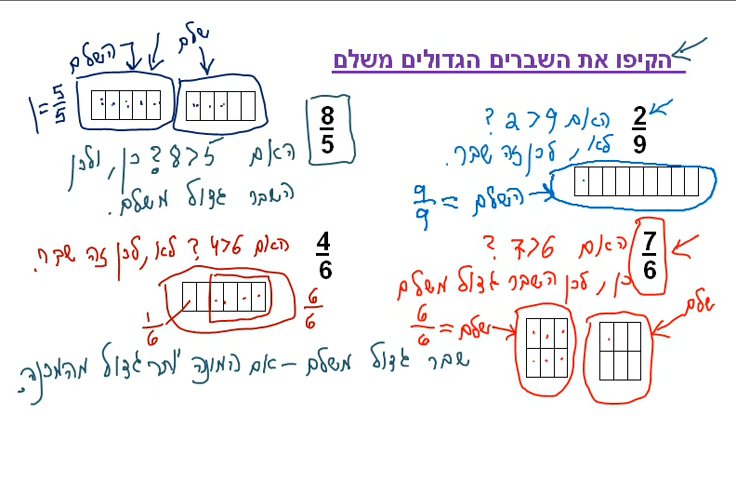 הקיפו את השברים הגדולים משלם
2/9
האם 2>9 ?
לא, לכן זה שבר.
השלם = 9/9
8/5
השלם
שלם
1=5/5
האם 8>5 ? כן, ולכן
השבר גדול משלם.
7/6
האם 7>6 ?
כן, לכן השבר גדול משלם
שלם = 6/6
שלם
4/6
האם 4>6 ? לא, לכן זה שבר.
1/6
6/6
שבר גדול משלם – אם המונה יותר גדול מהמכנה.